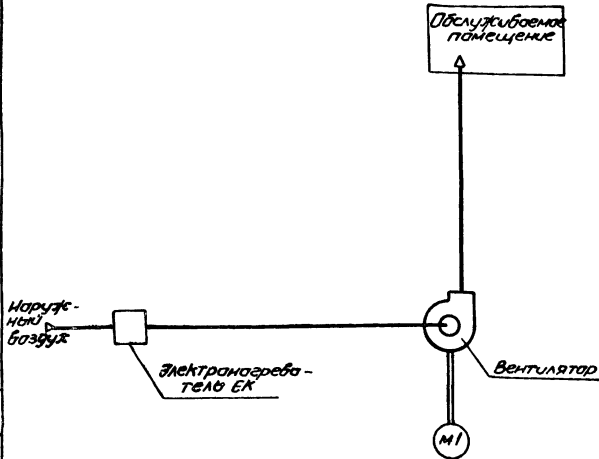 Обслуживаемое
помещение
Наруж-
ный
воздух
Электронагрева-
тель ЕК
Вентилятор
М1